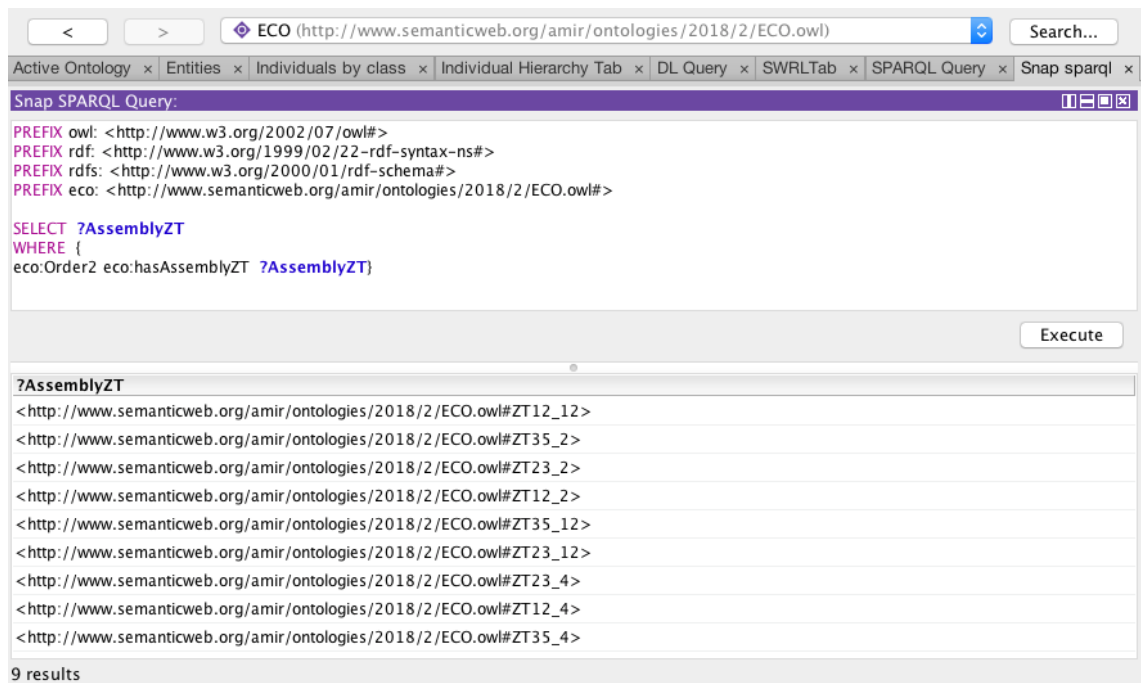 < > ECO (http://www.semanticweb.org/amir/ontologies/2018/2/ECO.owl) Search...
Active Ontology × Entities × Individuals by class × Individual Hierarchy Tab × DL Query × SWRLTab × SPARQL Query × Snap sparql ×
Snap SPARQL Query:
PREFIX owl: <http://www.w3.org/2002/07/owl#>
PREFIX rdf: <http://www.w3.org/1999/02/22-rdf-syntax-ns#>
PREFIX rdfs: <http://www.w3.org/2000/01/rdf-schema#>
PREFIX eco: <http://www.semanticweb.org/amir/ontologies/2018/2/ECO.owl#>
SELECT ?AssemblyZT
WHERE {
eco:Order2 eco:hasAssemblyZT ?AssemblyZT}
Execute
?AssemblyZT
<http://www.semanticweb.org/amir/ontologies/2018/2/ECO.owl#ZT12_12>
<http://www.semanticweb.org/amir/ontologies/2018/2/ECO.owl#ZT35_2>
<http://www.semanticweb.org/amir/ontologies/2018/2/ECO.owl#ZT23_2>
<http://www.semanticweb.org/amir/ontologies/2018/2/ECO.owl#ZT12_2>
<http://www.semanticweb.org/amir/ontologies/2018/2/ECO.owl#ZT35_12>
<http://www.semanticweb.org/amir/ontologies/2018/2/ECO.owl#ZT23_12>
<http://www.semanticweb.org/amir/ontologies/2018/2/ECO.owl#ZT23_4>
<http://www.semanticweb.org/amir/ontologies/2018/2/ECO.owl#ZT12_4>
<http://www.semanticweb.org/amir/ontologies/2018/2/ECO.owl#ZT35_4>
9 results